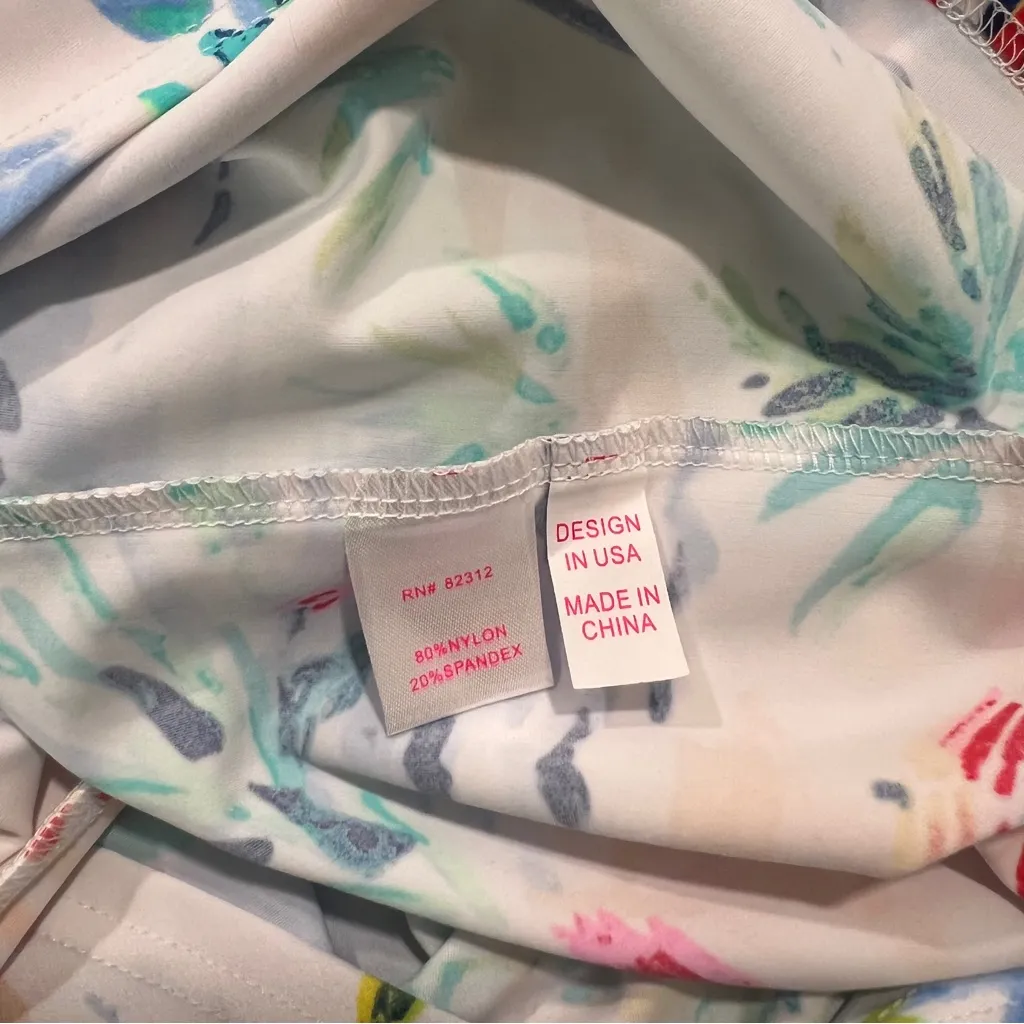 RN# 82312
80%NYLON
20%SPANDEX
DESIGN
IN USA
MADE IN
CHINA